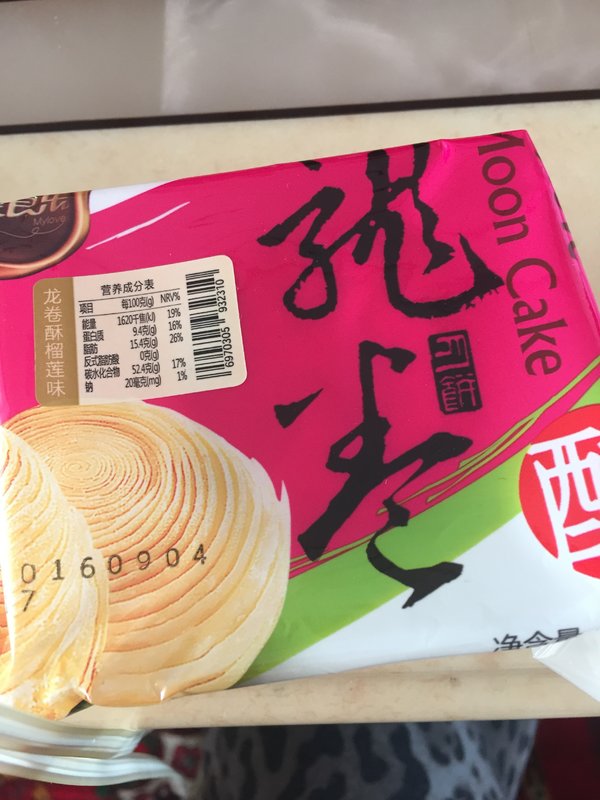 Mylove
龙卷酥榴莲味
营养成分表
项目 每100克(g) NRV%
能量 1620千焦(kJ) 19%
蛋白质 9.4克(g) 16%
脂肪 15.4克(g) 26%
反式脂肪酸 0克(g)
碳水化合物 52.4克(g) 17%
钠 20毫克(mg) 1%
6970305 932310
龍卷
Moon Cake
净含量
0160904
7